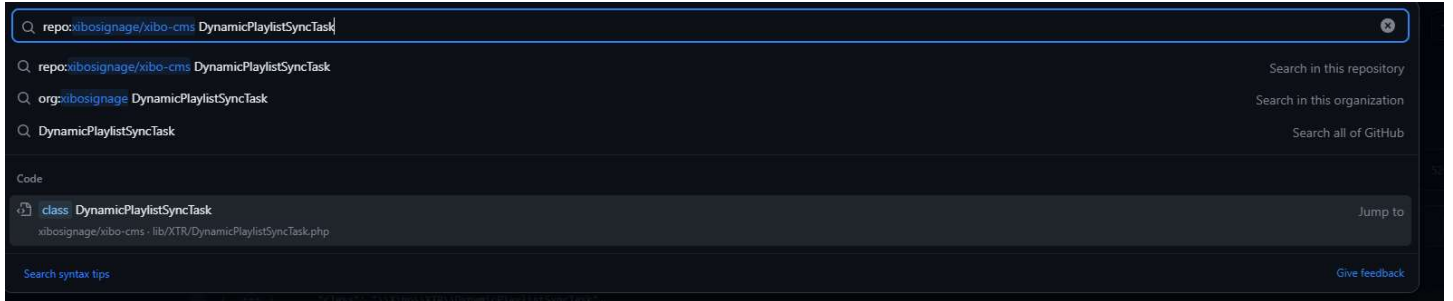 repo:xibosignage/xibo-cms DynamicPlaylistSyncTask
repo:xibosignage/xibo-cms DynamicPlaylistSyncTask Search in this repository
org:xibosignage DynamicPlaylistSyncTask Search in this organization
DynamicPlaylistSyncTask Search all of GitHub
Code
class DynamicPlaylistSyncTask Jump to
xibosignage/xibo-cms · lib/XTR/DynamicPlaylistSyncTask.php
Search syntax tips Give feedback